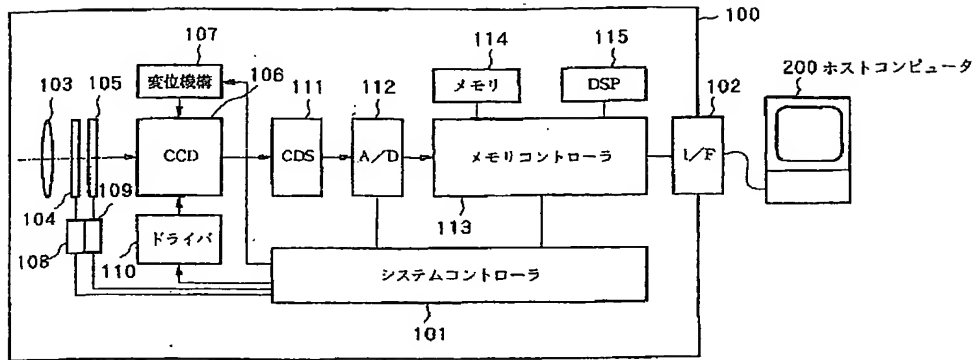 100
107
114
115
変位機構
106
200 ホストコンピュータ
103
105
111
112
メモリ
DSP
102
CCD
CDS
A/D
メモリコントローラ
I/F
104
109
113
108
ドライバ
110
システムコントローラ
101